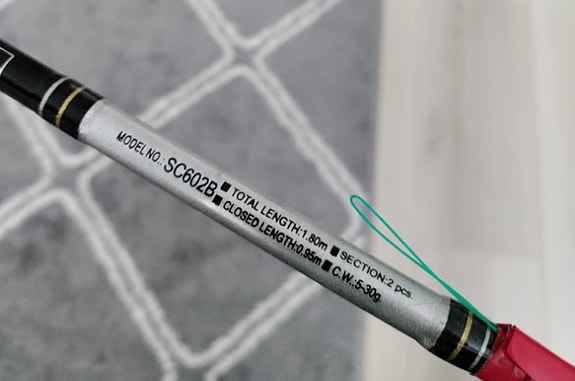 MODEL NO.: SC602B ■ TOTAL LENGTH:1.80m ■ SECTION:2 pcs.
■ CLOSED LENGTH:0.95m ■ C.W.:5-30g.